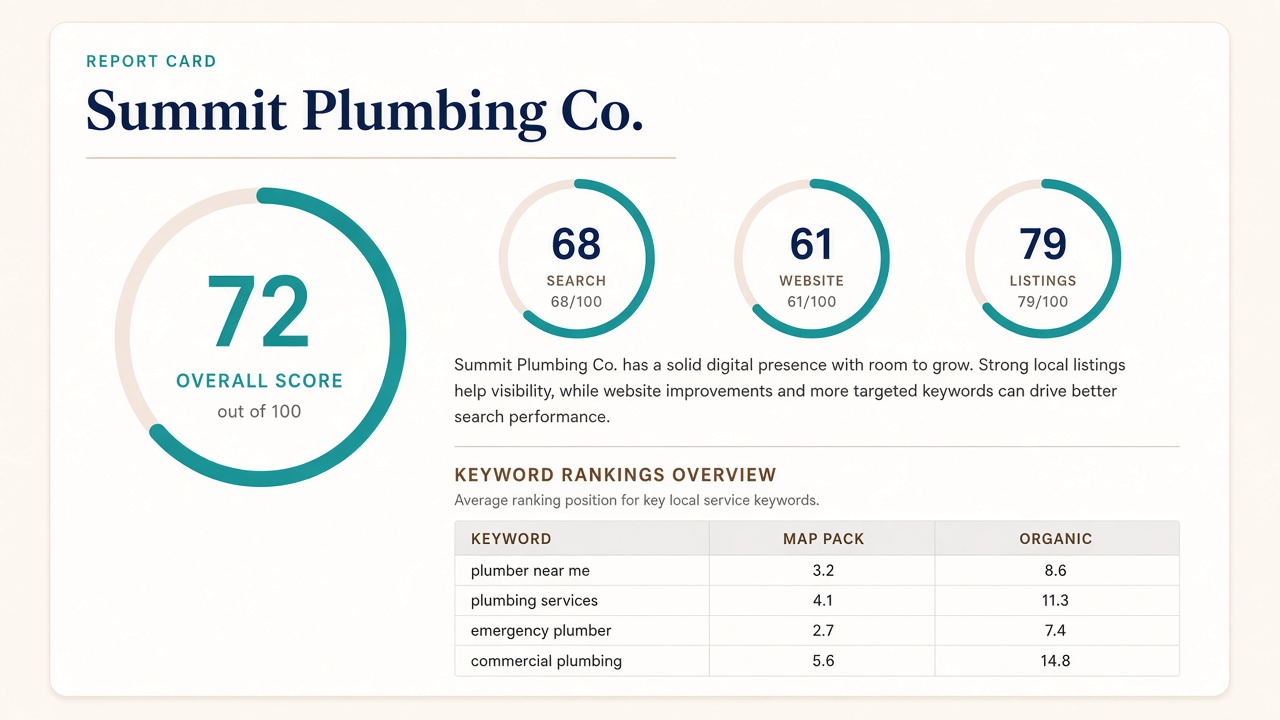 REPORT CARD
Summit Plumbing Co.
72
OVERALL SCORE
out of 100
68
SEARCH
68/100
61
WEBSITE
61/100
79
LISTINGS
79/100
Summit Plumbing Co. has a solid digital presence with room to grow. Strong local listings
help visibility, while website improvements and more targeted keywords can drive better
search performance.
KEYWORD RANKINGS OVERVIEW
Average ranking position for key local service keywords.
KEYWORD MAP PACK ORGANIC
plumber near me 3.2 8.6
plumbing services 4.1 11.3
emergency plumber 2.7 7.4
commercial plumbing 5.6 14.8